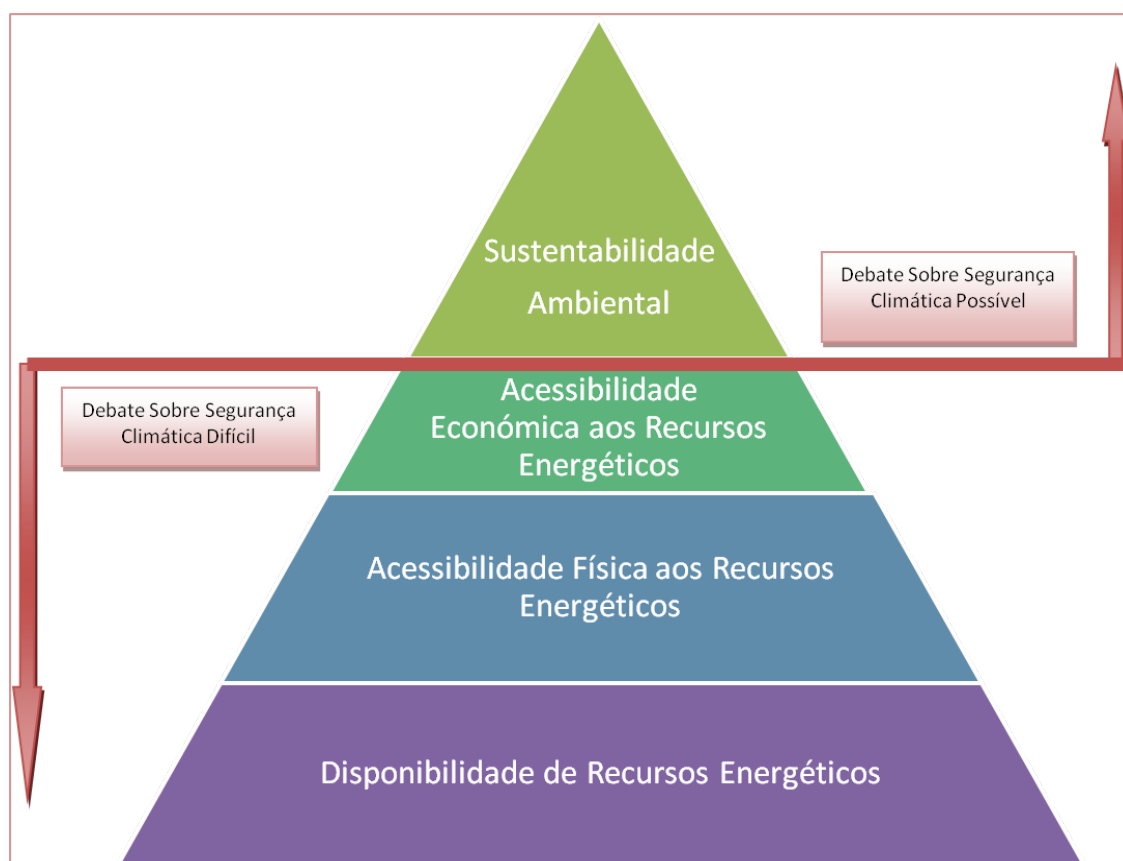 Sustentabilidade
Ambiental
Debate Sobre Segurança
Climática Possível
Debate Sobre Segurança
Climática Difícil
Acessibilidade
Económica aos Recursos
Energéticos
Acessibilidade Física aos Recursos
Energéticos
Disponibilidade de Recursos Energéticos